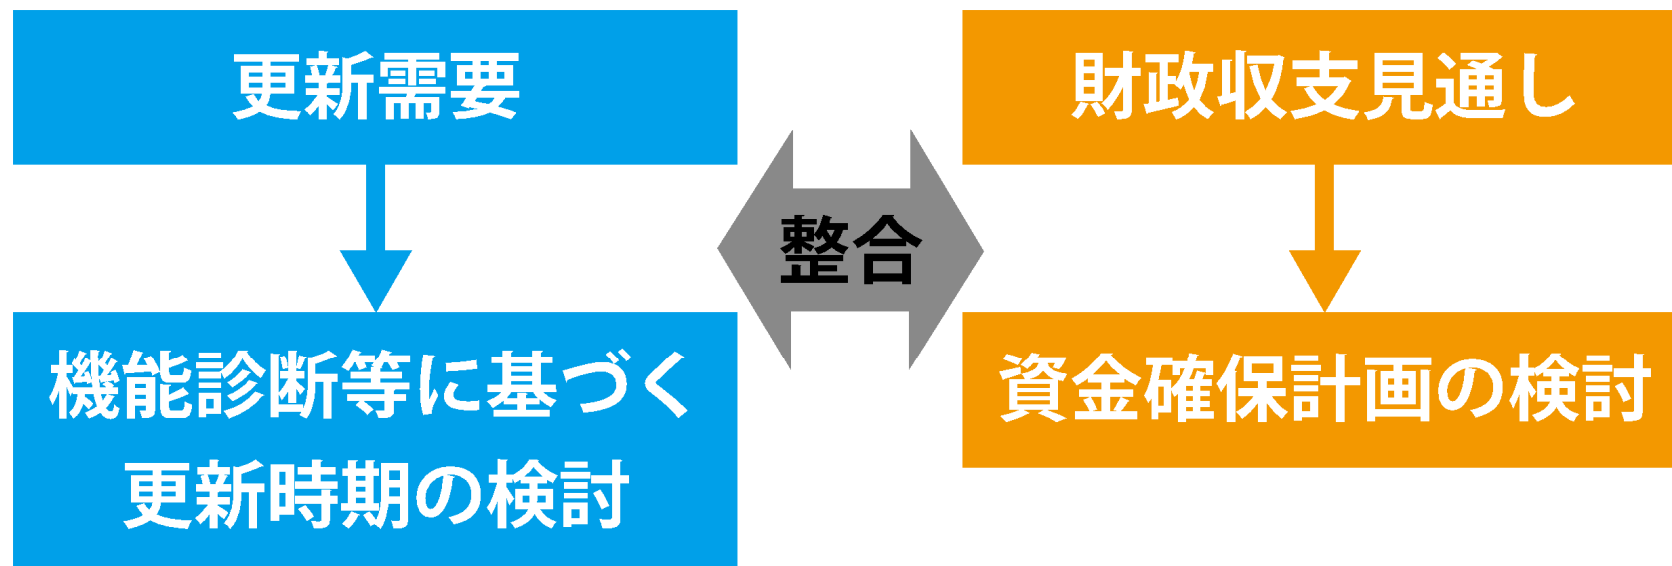 更新需要
機能診断等に基づく
更新時期の検討
整合
財政収支見通し
資金確保計画の検討